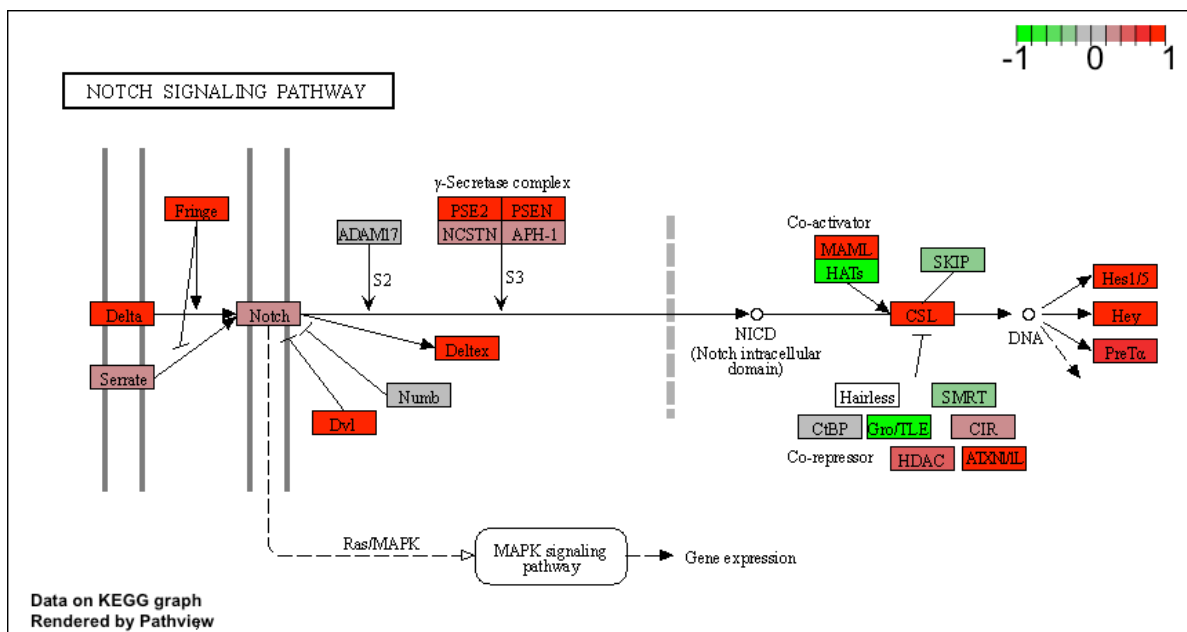 -1 0 1
NOTCH SIGNALING PATHWAY
γ-Secretase complex
Fringe
PSE2 PSEN
ADAM17
NCSTN APH-1
Co-activator
MAML
HATs
SKIP
S2
S3
Hes1/5
Delta
Notch
CSL
Hey
NICD
(Notch intracellular
domain)
DNA
Deltex
PreTα
Serrate
Numb
Hairless
SMRT
Dvl
CtBP
Gro/TLE
CIR
Co-repressor
HDAC
ATXN1L
Ras/MAPK
MAPK signaling
pathway
Gene expression
Data on KEGG graph
Rendered by Pathview